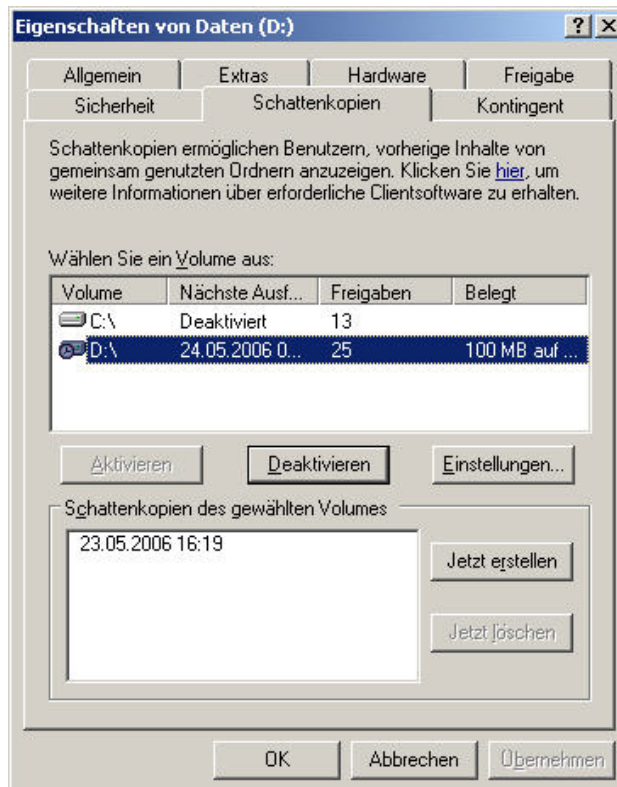 Eigenschaften von Daten (D:)
Allgemein Extras Hardware Freigabe
Sicherheit Schattenkopien Kontingent
Schattenkopien ermöglichen Benutzern, vorherige Inhalte von
gemeinsam genutzten Ordnern anzuzeigen. Klicken Sie hier, um
weitere Informationen über erforderliche Clientsoftware zu erhalten.
Wählen Sie ein Volume aus:
Volume Nächste Ausf... Freigaben Belegt
C:\ Deaktiviert 13
D:\ 24.05.2006 0... 25 100 MB auf ...
Aktivieren Deaktivieren Einstellungen...
Schattenkopien des gewählten Volumes
23.05.2006 16:19
Jetzt erstellen
Jetzt löschen
OK Abbrechen Übernehmen